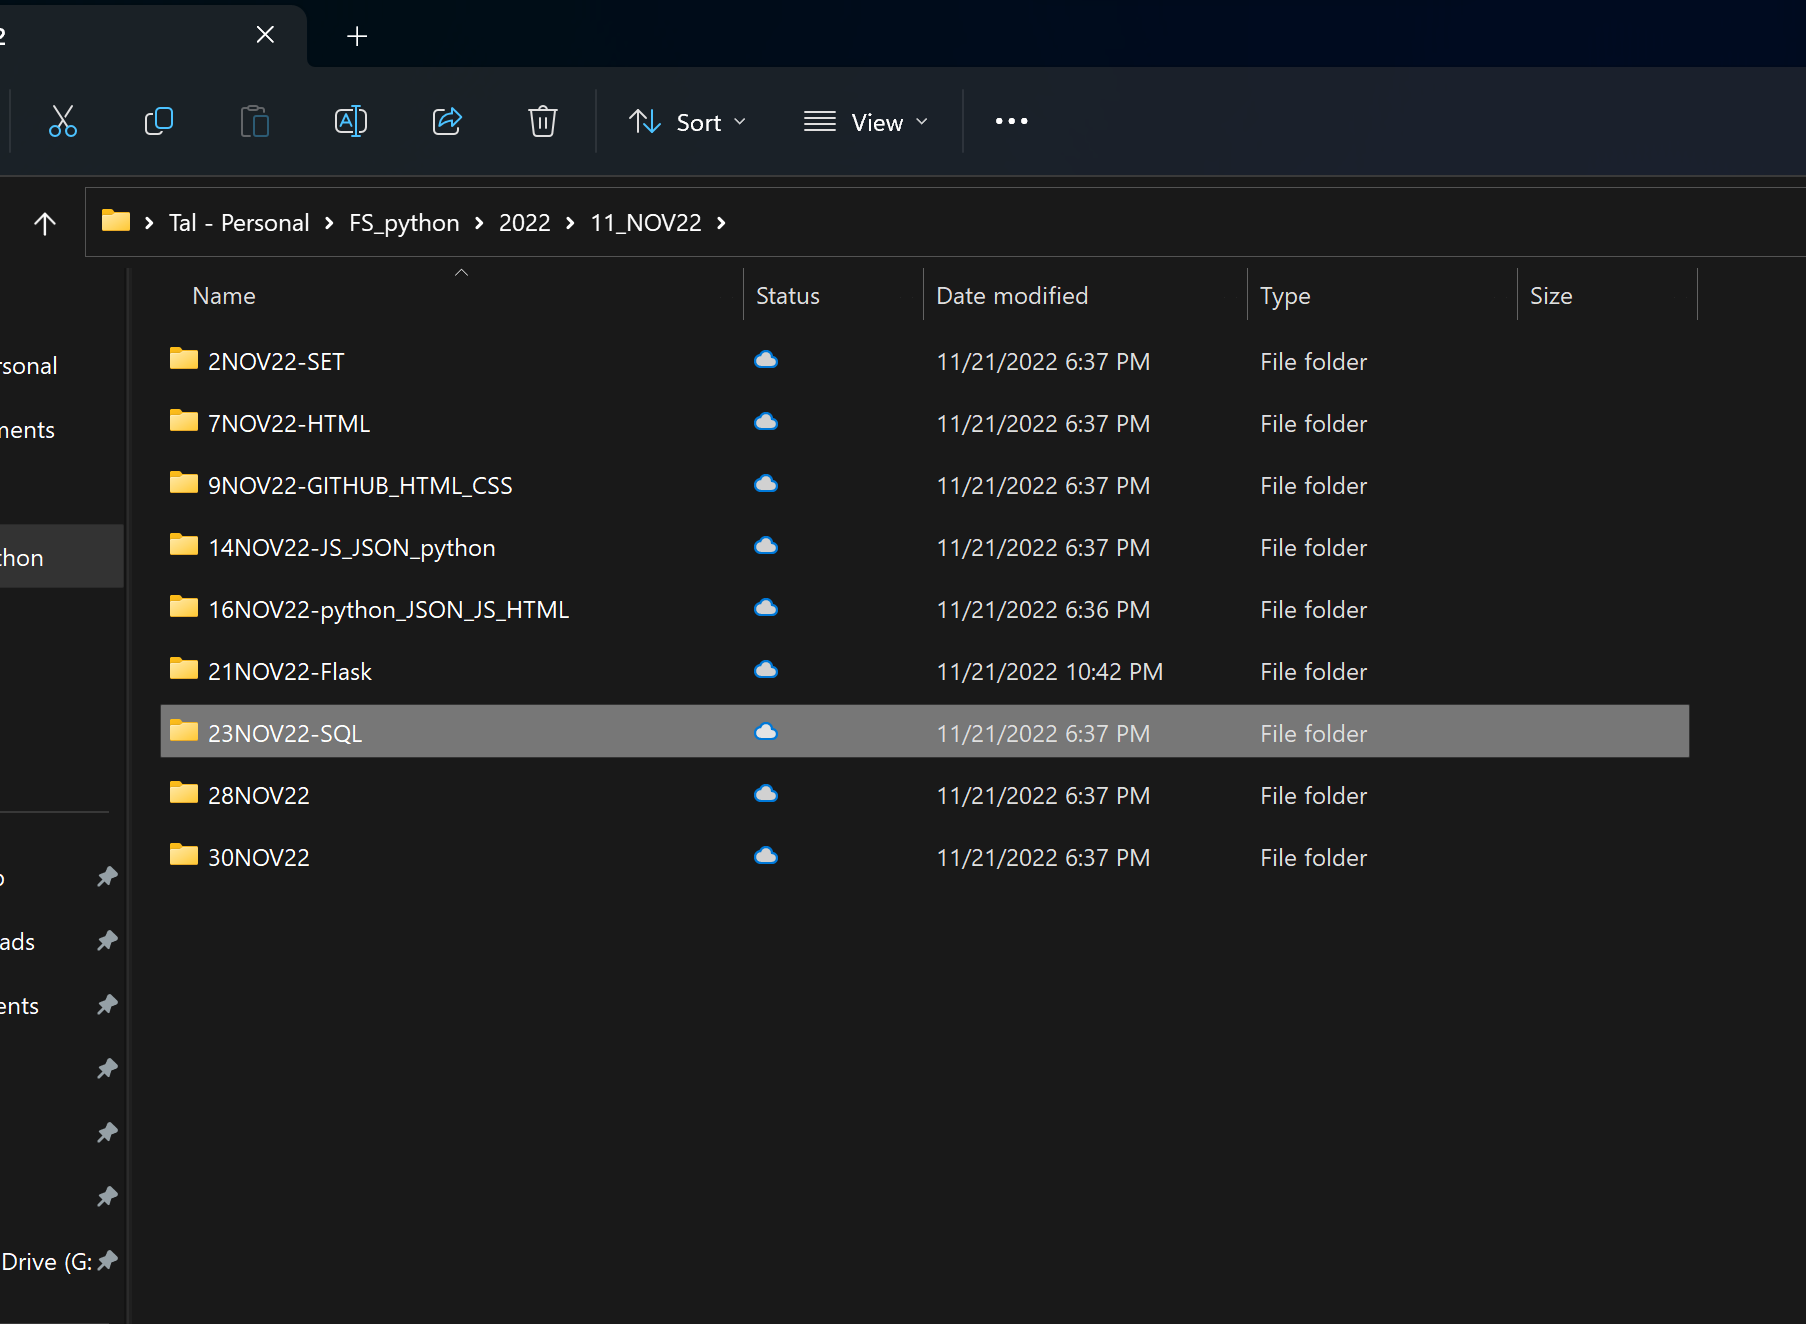 2
Sort View
Tal - Personal FS_python 2022 11_NOV22
Name Status Date modified Type Size
2NOV22-SET 11/21/2022 6:37 PM File folder
7NOV22-HTML 11/21/2022 6:37 PM File folder
9NOV22-GITHUB_HTML_CSS 11/21/2022 6:37 PM File folder
14NOV22-JS_JSON_python 11/21/2022 6:37 PM File folder
16NOV22-python_JSON_JS_HTML 11/21/2022 6:36 PM File folder
21NOV22-Flask 11/21/2022 10:42 PM File folder
23NOV22-SQL 11/21/2022 6:37 PM File folder
28NOV22 11/21/2022 6:37 PM File folder
30NOV22 11/21/2022 6:37 PM File folder
rsonal
ments
thon
ads
ents
Drive (G: